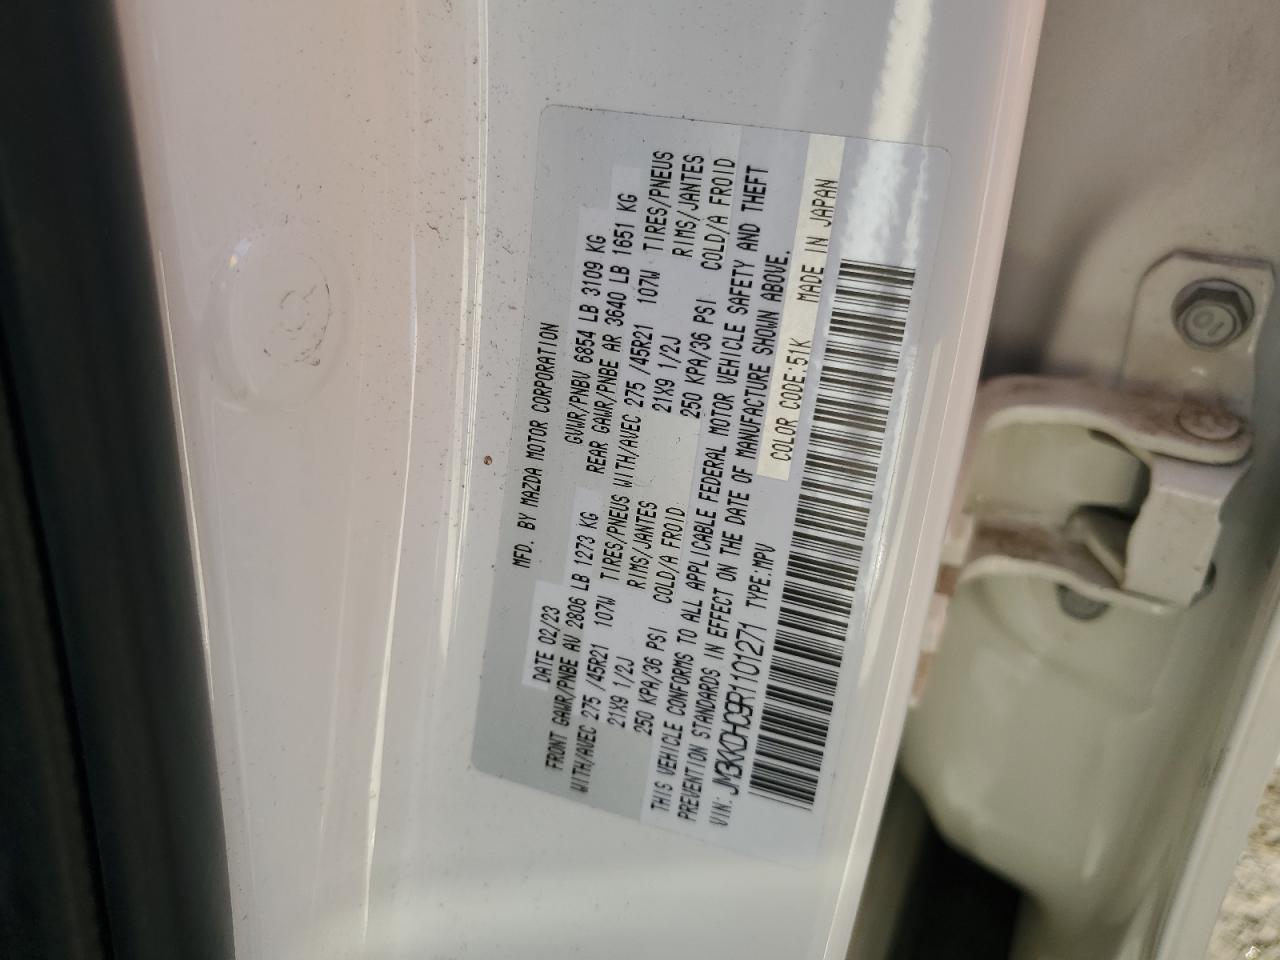 MFD. BY MAZDA MOTOR CORPORATION
DATE 02/23 GVWR/PNBV 6854 LB 3109 KG
FRONT GAWR/PNBE AV 2806 LB 1273 KG REAR GAWR/PNBE AR 3640 LB 1651 KG
WITH/AVEC 275 /45R21 107W TIRES/PNEUS WITH/AVEC 275 /45R21 107W TIRES/PNEUS
21X9 1/2J RIMS/JANTES 21X9 1/2J RIMS/JANTES
250 KPA/36 PSI COLD/A FROID 250 KPA/36 PSI COLD/A FROID
THIS VEHICLE CONFORMS TO ALL APPLICABLE FEDERAL MOTOR VEHICLE SAFETY AND THEFT
PREVENTION STANDARDS IN EFFECT ON THE DATE OF MANUFACTURE SHOWN ABOVE.
VIN: JM3KKDHC9R1101271 TYPE:MPV COLOR CODE:51K MADE IN JAPAN
10